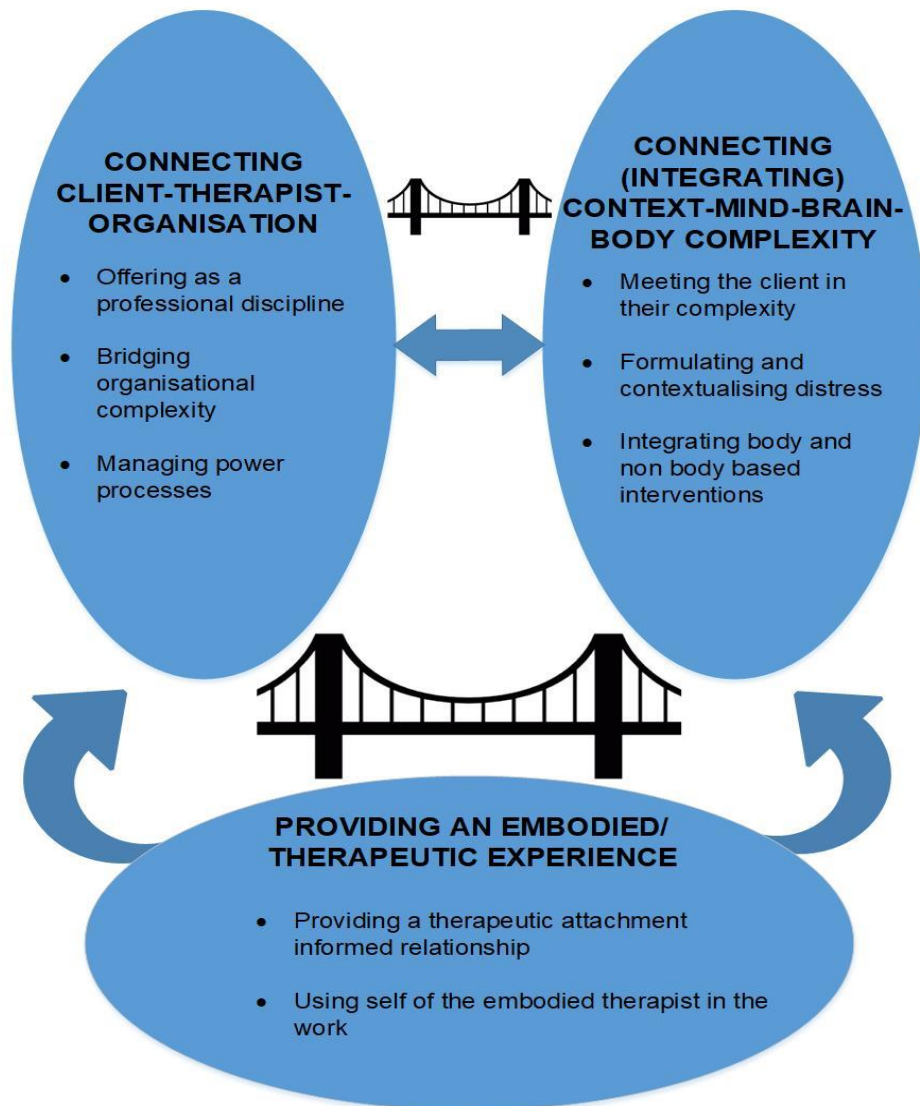 CONNECTING
CLIENT-THERAPIST-
ORGANISATION
• Offering as a
professional discipline
• Bridging
organisational
complexity
• Managing power
processes
CONNECTING
(INTEGRATING)
CONTEXT-MIND-BRAIN-
BODY COMPLEXITY
• Meeting the client in
their complexity
• Formulating and
contextualising distress
• Integrating body and
non body based
interventions
PROVIDING AN EMBODIED/
THERAPEUTIC EXPERIENCE
• Providing a therapeutic attachment
informed relationship
• Using self of the embodied therapist in the
work